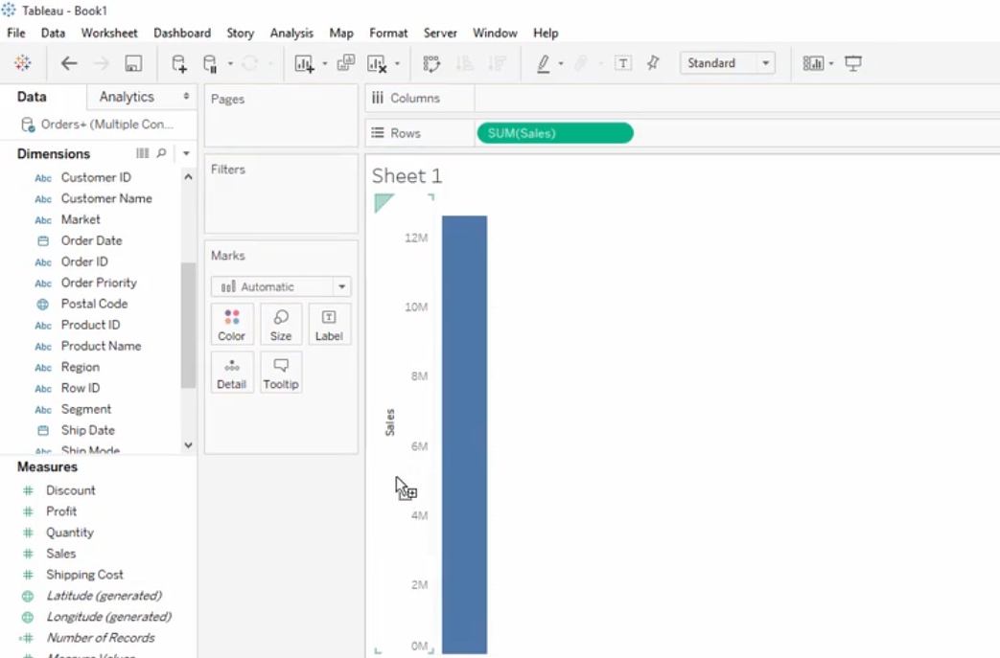 Tableau - Book1
File Data Worksheet Dashboard Story Analysis Map Format Server Window Help
Standard
Data Analytics
Orders+ (Multiple Con...
Dimensions
Abc Customer ID
Abc Customer Name
Abc Market
Order Date
Abc Order ID
Abc Order Priority
Postal Code
Abc Product ID
Abc Product Name
Abc Region
Abc Row ID
Abc Segment
Ship Date
Abc Ship Mode
Measures
# Discount
# Profit
# Quantity
# Sales
# Shipping Cost
Latitude (generated)
Longitude (generated)
=# Number of Records
# Measure Values
Pages
Filters
Marks
Automatic
Color Size T Label
Detail Tooltip
iii Columns
Rows SUM(Sales)
Sheet 1
12M
10M
8M
Sales
6M
4M
2M
0M